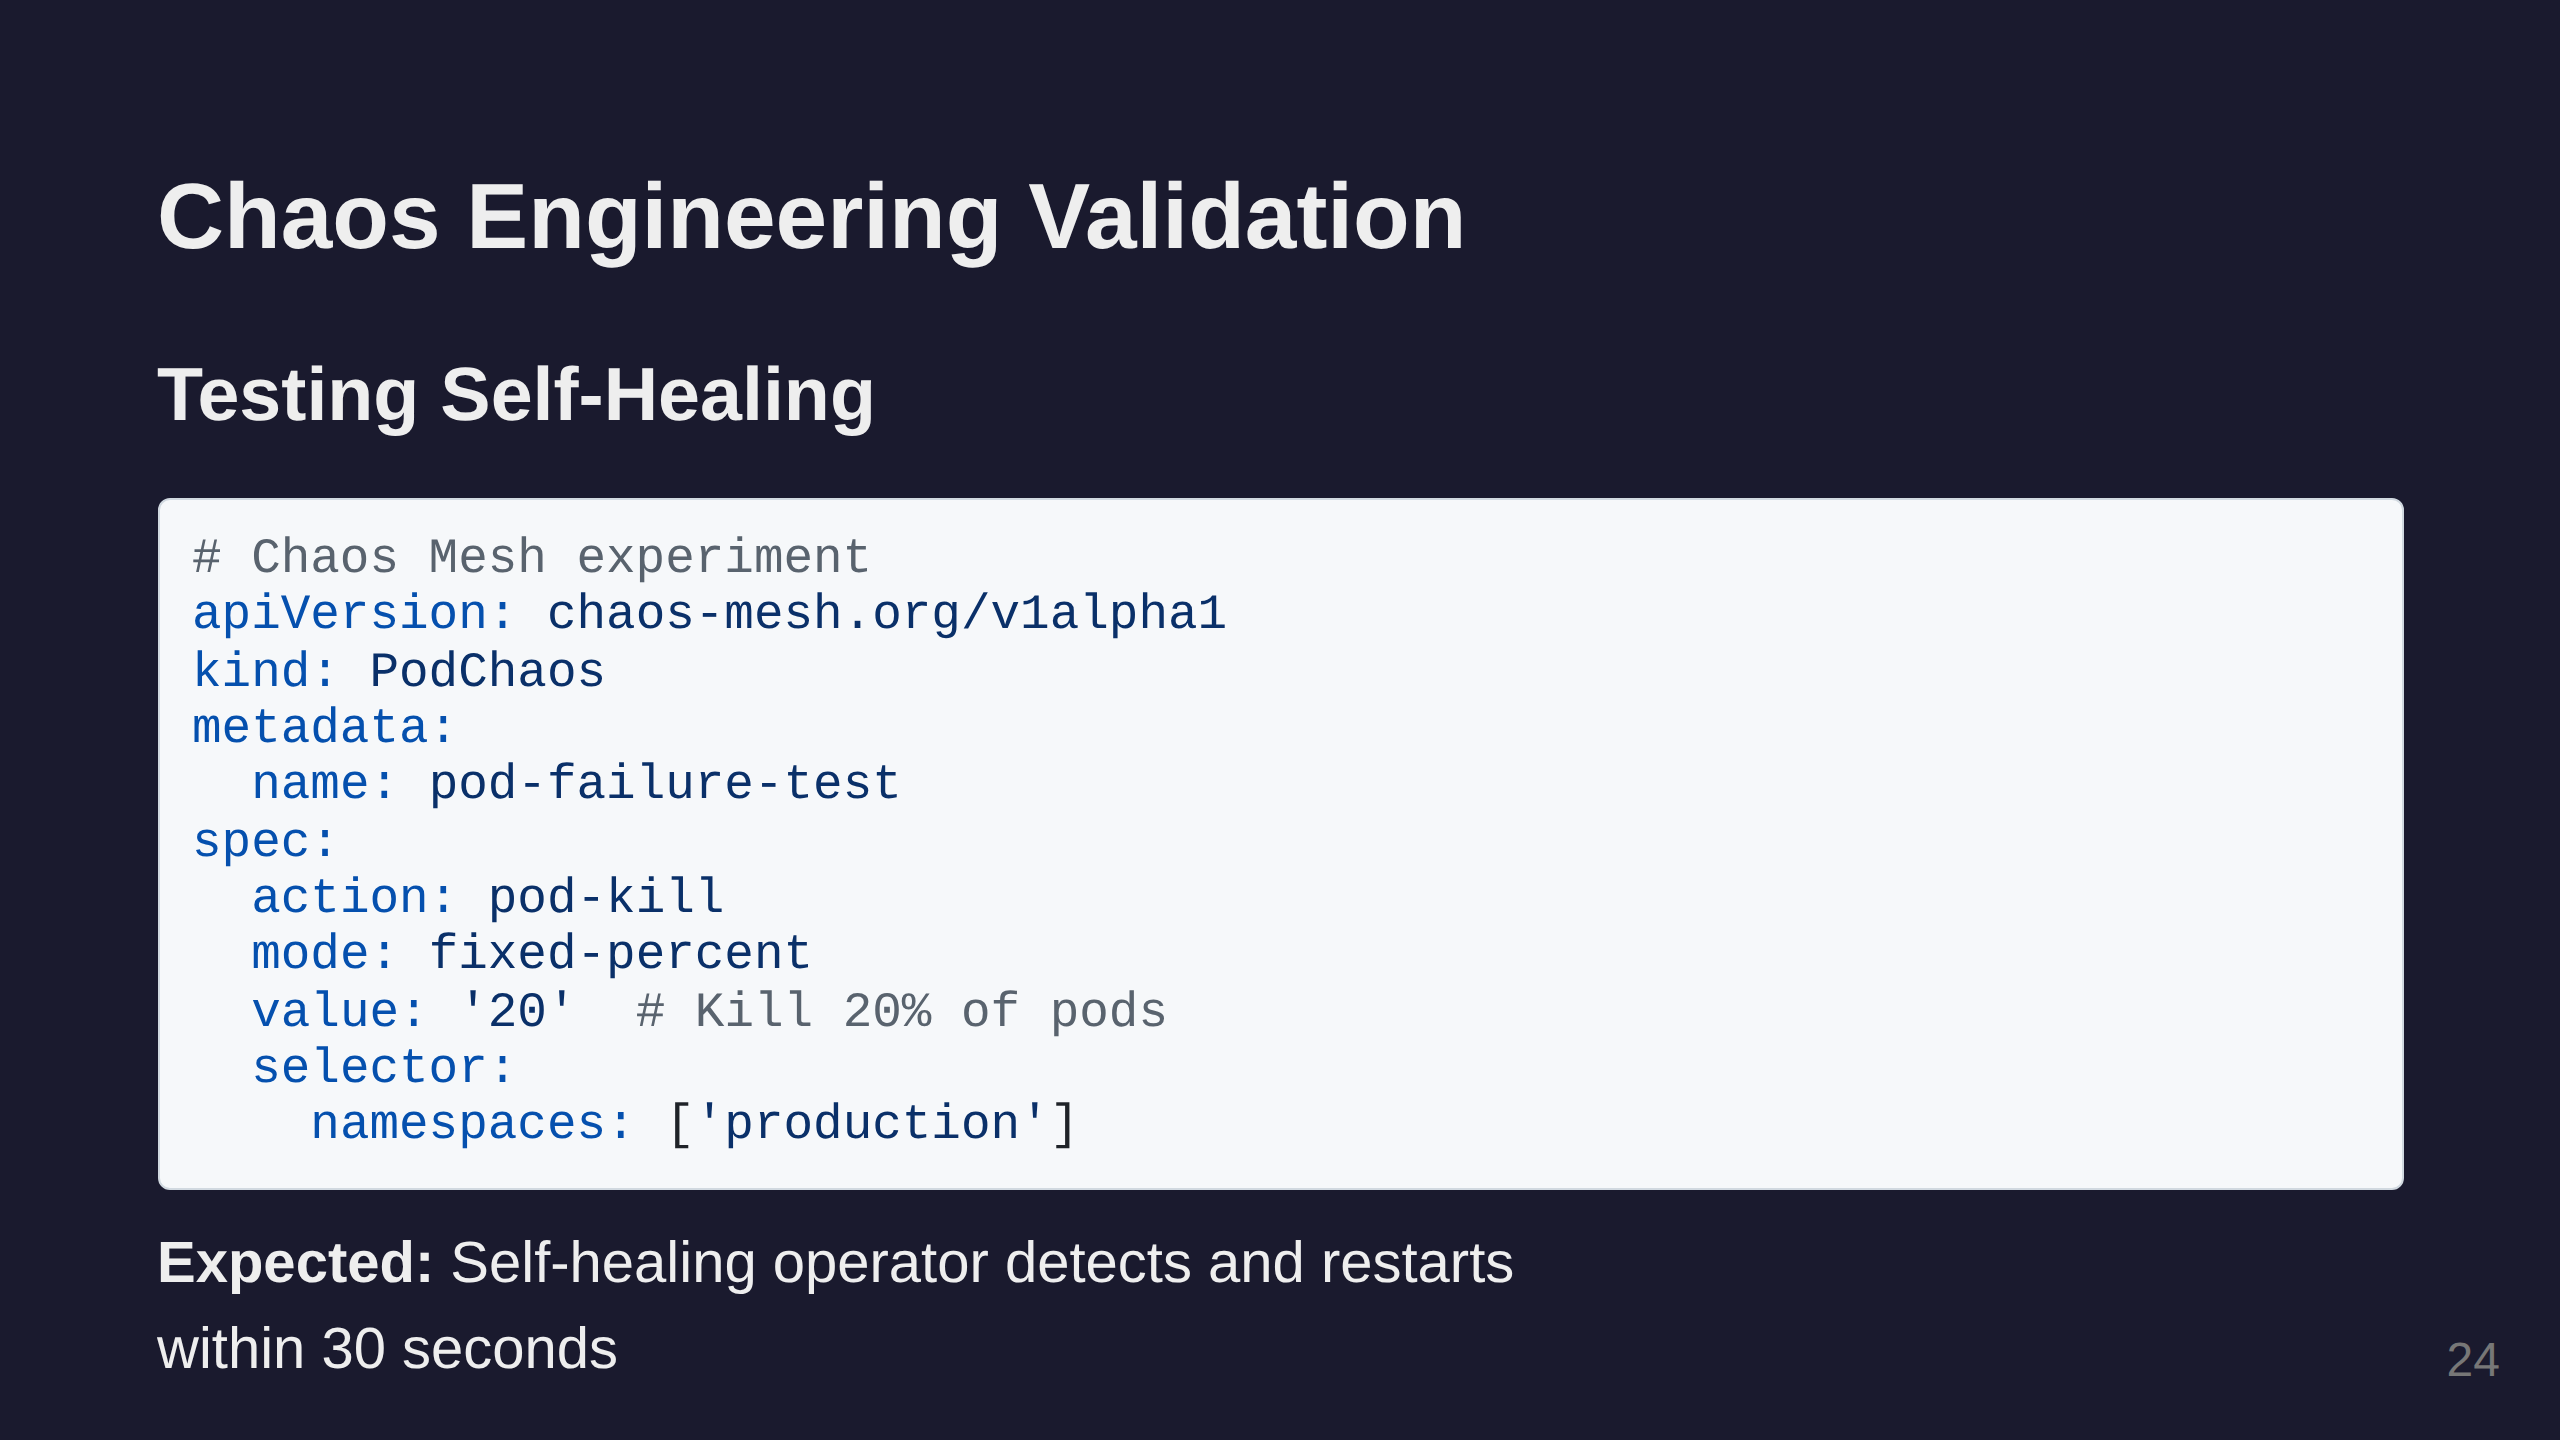 Chaos Engineering Validation
Testing Self-Healing
# Chaos Mesh experiment
apiVersion: chaos-mesh.org/v1alpha1
kind: PodChaos
metadata:
  name: pod-failure-test
spec:
  action: pod-kill
  mode: fixed-percent
  value: '20'  # Kill 20% of pods
  selector:
    namespaces: ['production']
Expected: Self-healing operator detects and restarts
within 30 seconds
24